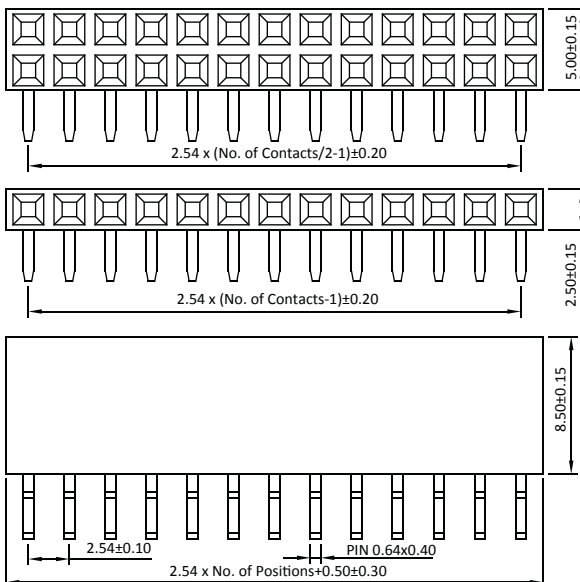 5.00±0.15
2.54 x (No. of Contacts/2-1)±0.20
2.54 x (No. of Contacts-1)±0.20
2.50±0.15
8.50±0.15
2.54±0.10
PIN 0.64x0.40
2.54 x No. of Positions+0.50±0.30